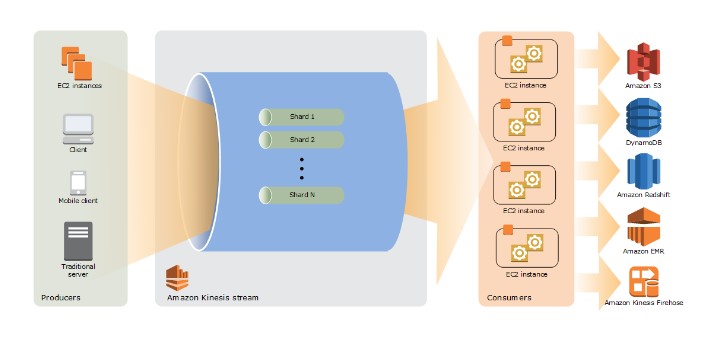 EC2 instances
Client
Mobile client
Traditional
server
Producers
Shard 1
Shard 2
Shard N
Amazon Kinesis stream
EC2 instance
EC2 instance
EC2 instance
EC2 instance
Consumers
Amazon S3
DynamoDB
Amazon Redshift
Amazon EMR
Amazon Kinesis Firehose